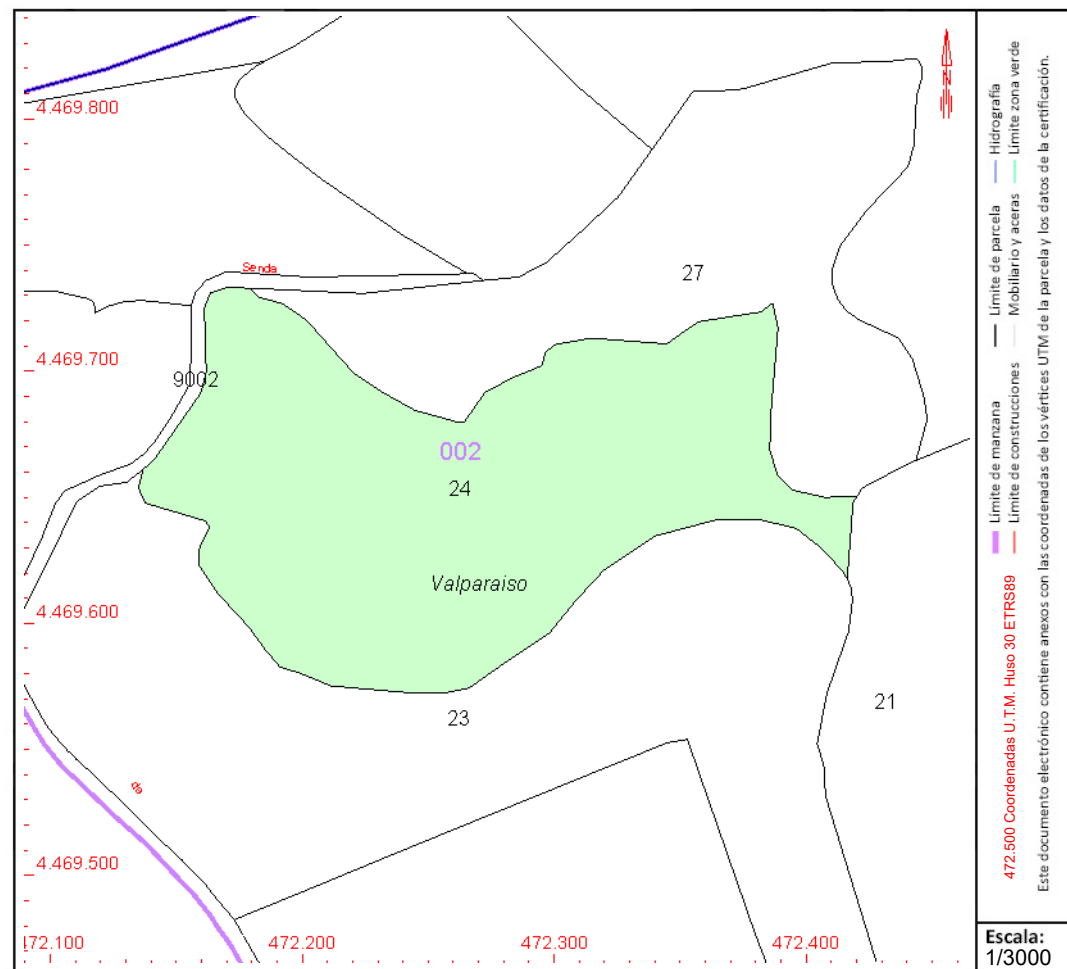 4.469.800
N
Senda
27
4.469.700
9002
002
24
Valparaiso
4.469.600
23
21
de
4.469.500
472.100
472.200
472.300
472.400
472.500 Coordenadas U.T.M. Huso 30 ETRS89
Límite de manzana
Límite de construcciones
Límite de parcela
Mobiliario y aceras
Hidrografía
Límite zona verde
Este documento electrónico contiene anexos con las coordenadas de los vértices UTM de la parcela y los datos de la certificación.
Escala:
1/3000